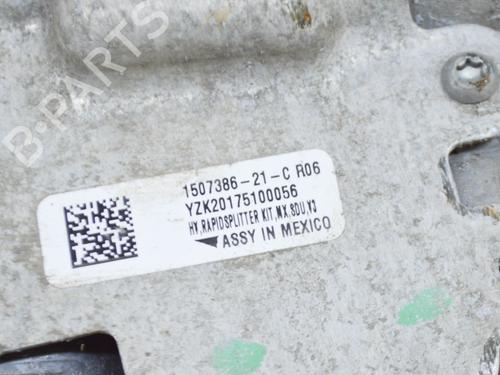 B-PARTS
1507386-21-C R06
YZK20175100056
HV,RAPIDSPLITTER KIT,MX,SDU,V3
ASSY IN MEXICO